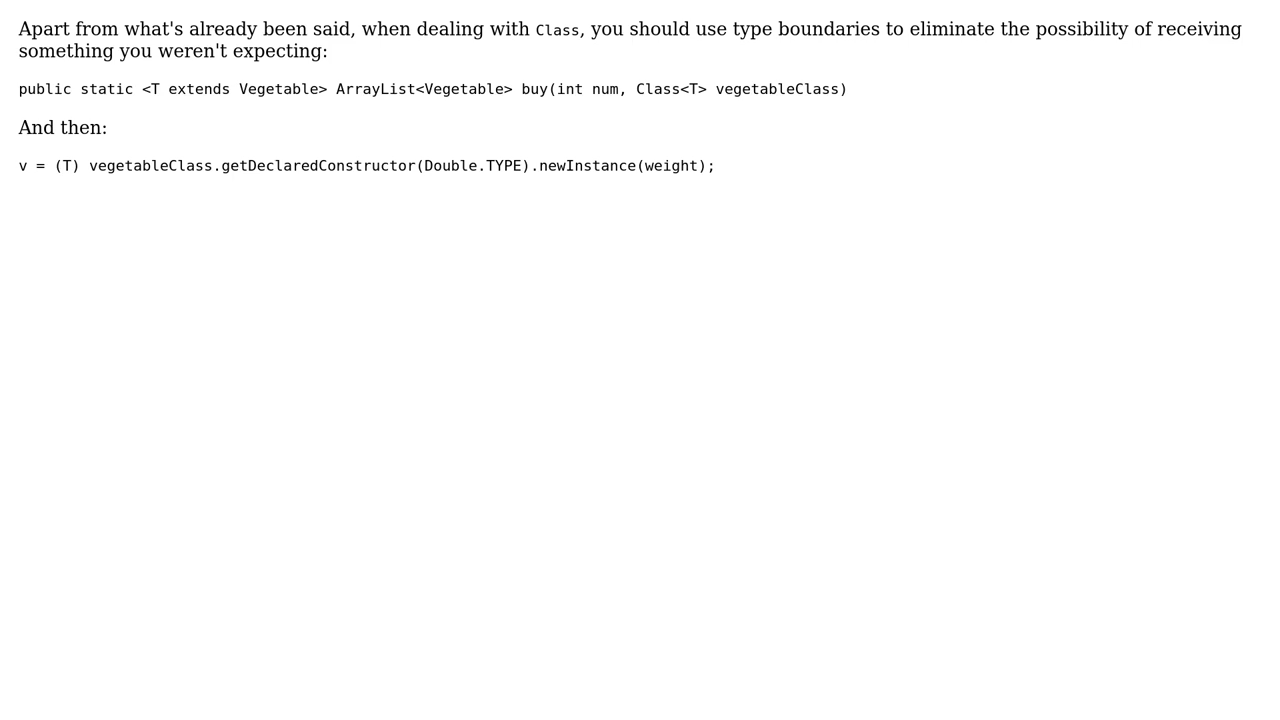 Apart from what's already been said, when dealing with Class, you should use type boundaries to eliminate the possibility of receiving
something you weren't expecting:
public static <T extends Vegetable> ArrayList<Vegetable> buy(int num, Class<T> vegetableClass)
And then:
v = (T) vegetableClass.getDeclaredConstructor(Double.TYPE).newInstance(weight);